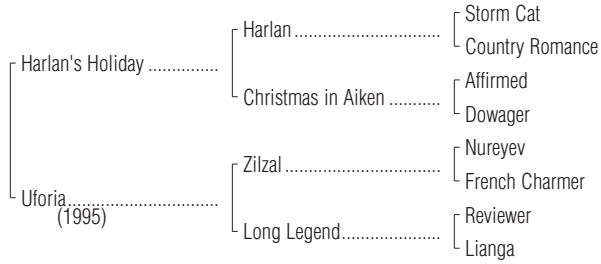 Storm Cat
Harlan
Country Romance
Harlan's Holiday
Affirmed
Christmas in Aiken
Dowager
Nureyev
Zilzal
French Charmer
Uforia
(1995)
Reviewer
Long Legend
Lianga